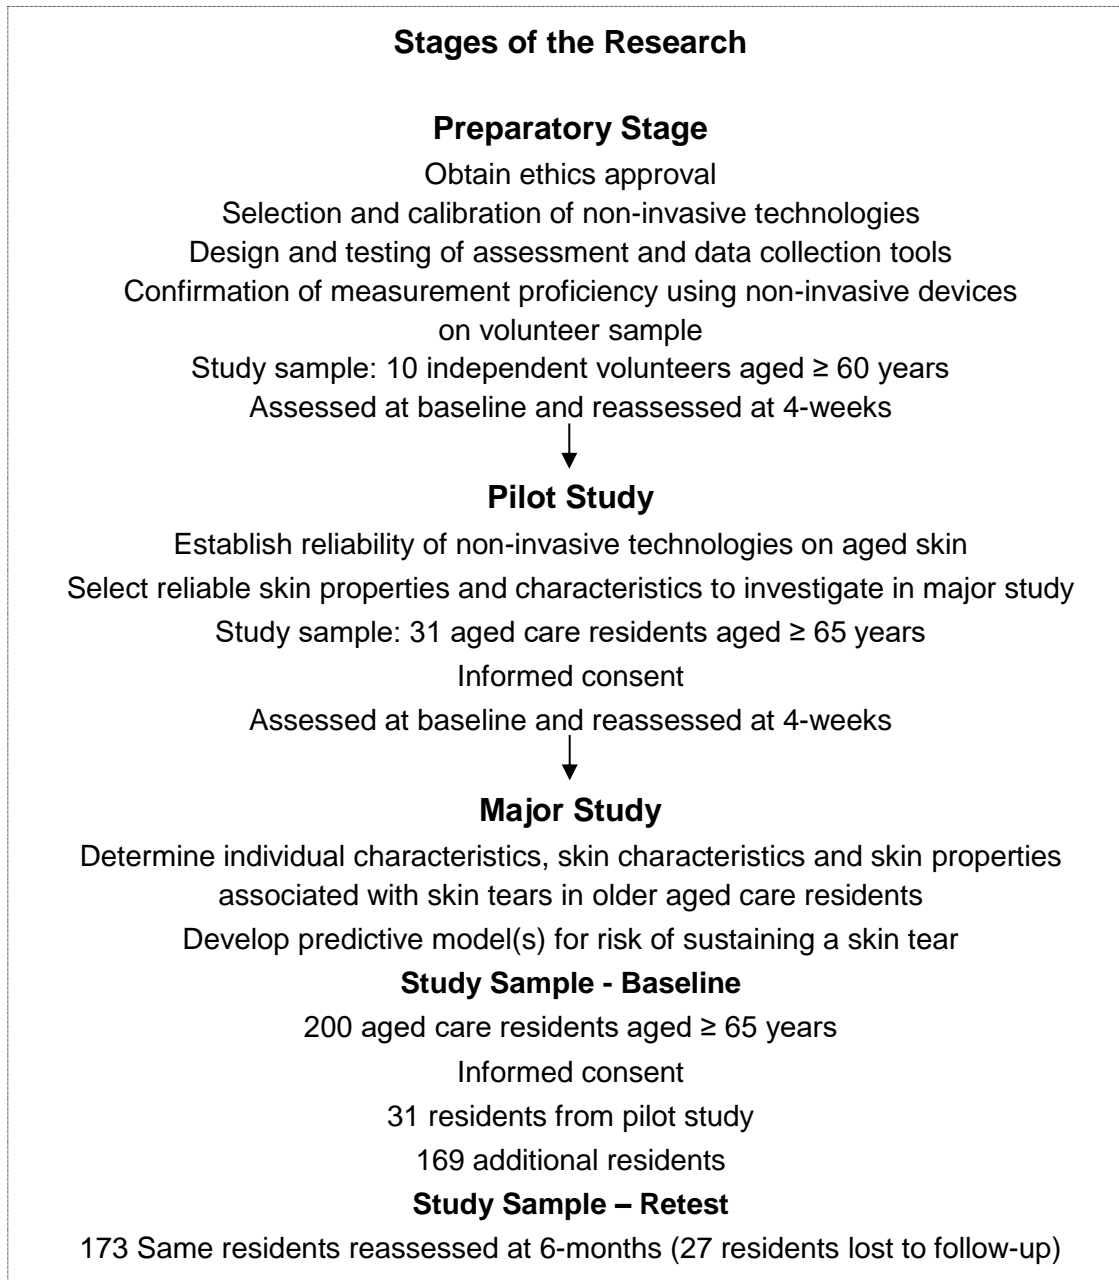 Stages of the Research
Preparatory Stage
Obtain ethics approval
Selection and calibration of non-invasive technologies
Design and testing of assessment and data collection tools
Confirmation of measurement proficiency using non-invasive devices
on volunteer sample
Study sample: 10 independent volunteers aged ≥ 60 years
Assessed at baseline and reassessed at 4-weeks
Pilot Study
Establish reliability of non-invasive technologies on aged skin
Select reliable skin properties and characteristics to investigate in major study
Study sample: 31 aged care residents aged ≥ 65 years
Informed consent
Assessed at baseline and reassessed at 4-weeks
Major Study
Determine individual characteristics, skin characteristics and skin properties
associated with skin tears in older aged care residents
Develop predictive model(s) for risk of sustaining a skin tear
Study Sample - Baseline
200 aged care residents aged ≥ 65 years
Informed consent
31 residents from pilot study
169 additional residents
Study Sample – Retest
173 Same residents reassessed at 6-months (27 residents lost to follow-up)